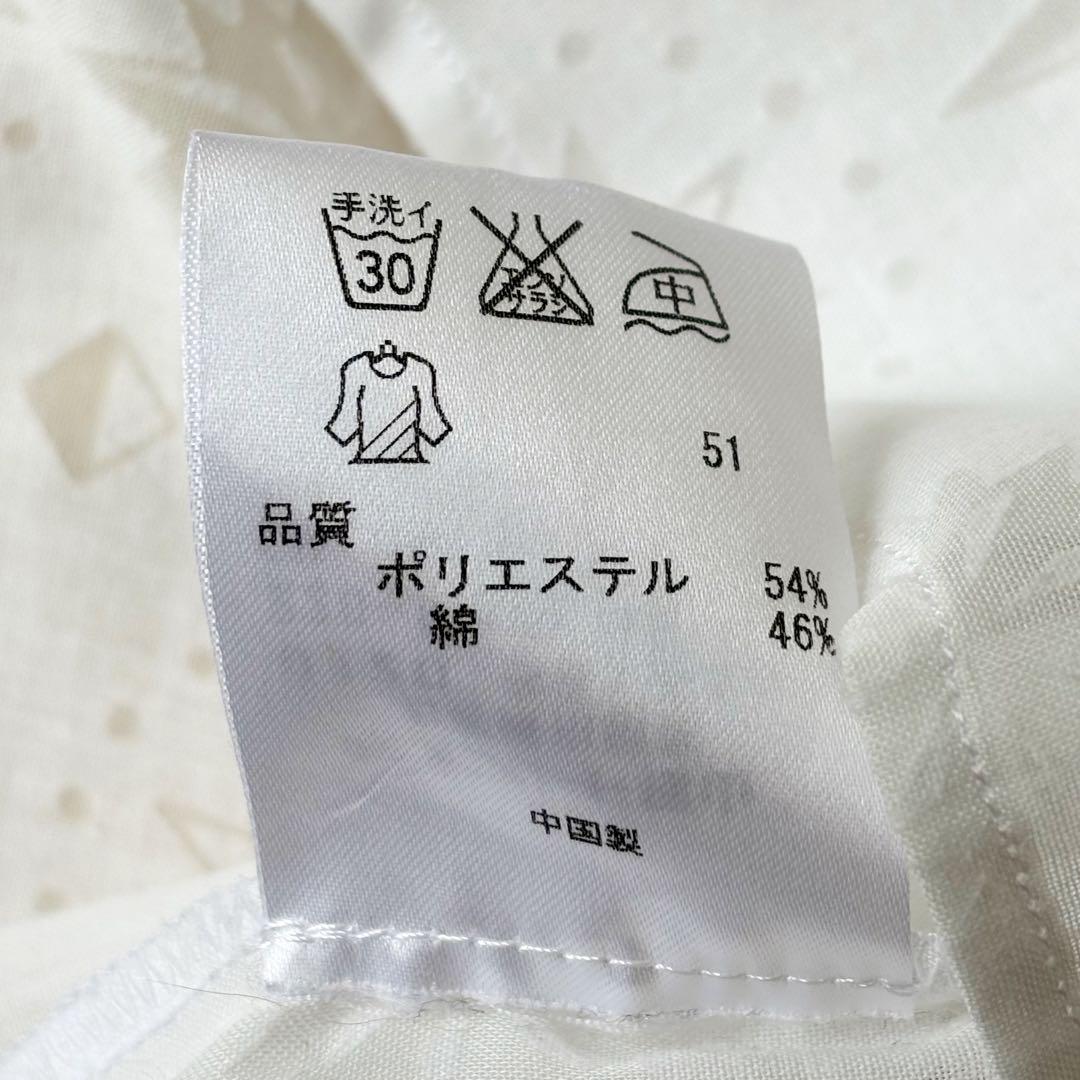 手洗イ
30
エンソ
サラシ
中
51
品質
ポリエステル 54%
綿 46%
中国製